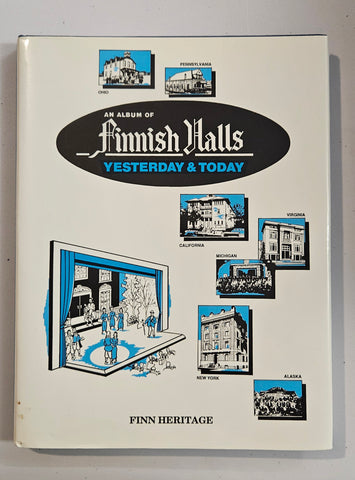 OHIO
PENNSYLVANIA
AN ALBUM OF
Finnish Halls
YESTERDAY & TODAY
CALIFORNIA
VIRGINIA
MICHIGAN
NEW YORK
ALASKA
FINN HERITAGE